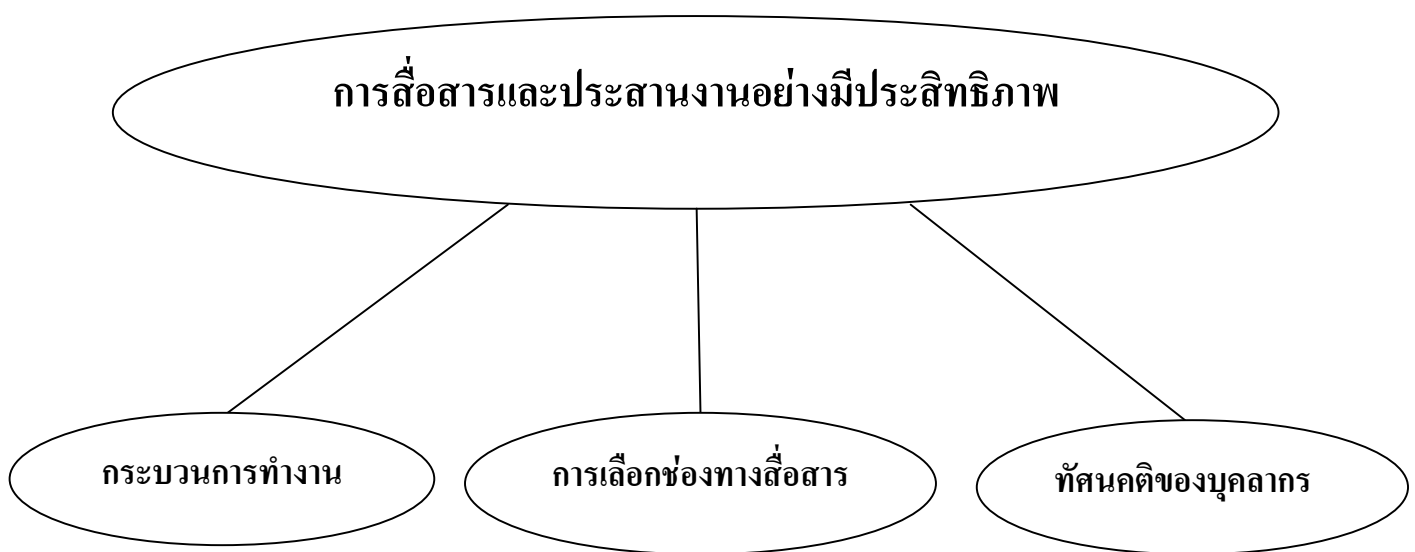 การสื่อสารและประสานงานอย่างมีประสิทธิภาพ
กระบวนการทำงาน
การเลือกช่องทางสื่อสาร
ทัศนคติของบุคลากร